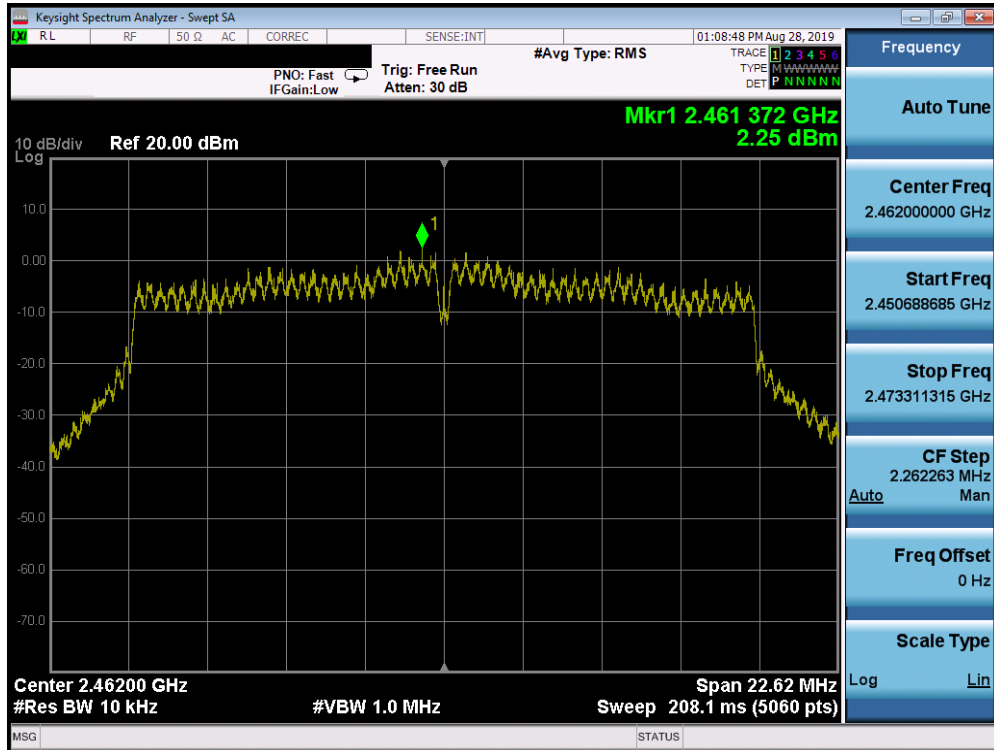 Keysight Spectrum Analyzer - Swept SA
LXI RL RF 50 Ω AC CORREC SENSE:INT 01:08:48 PM Aug 28, 2019
#Avg Type: RMS TRACE 1 2 3 4 5 6
PNO: Fast Trig: Free Run TYPE M WWWWW
IFGain:Low Atten: 30 dB DET P N N N N N
Mkr1 2.461 372 GHz
2.25 dBm
10 dB/div Ref 20.00 dBm
Log
1
10.0
0.00
-10.0
-20.0
-30.0
-40.0
-50.0
-60.0
-70.0
Center 2.46200 GHz Span 22.62 MHz
#Res BW 10 kHz #VBW 1.0 MHz Sweep 208.1 ms (5060 pts)
MSG STATUS
Frequency
Auto Tune
Center Freq
2.462000000 GHz
Start Freq
2.450688685 GHz
Stop Freq
2.473311315 GHz
CF Step
2.262263 MHz
Auto Man
Freq Offset
0 Hz
Scale Type
Log Lin